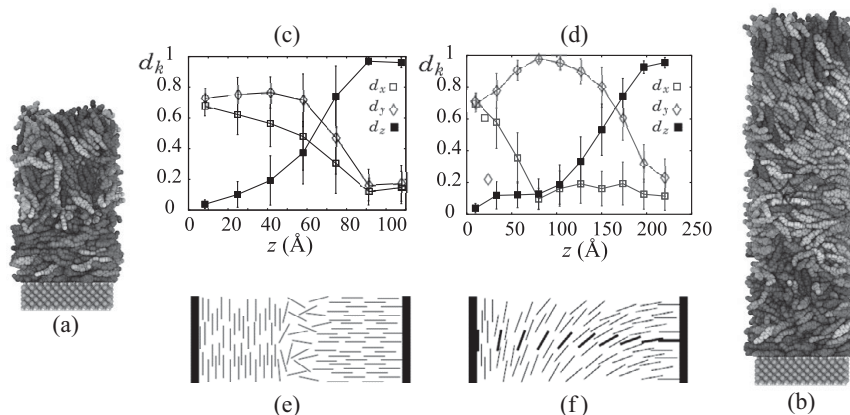 (c)
(d)
d_k
1
0.8
0.6
0.4
0.2
0
d_x
d_y
d_z
0 20 40 60 80 100
z (Å)
d_k
1
0.8
0.6
0.4
0.2
0
d_x
d_y
d_z
0 50 100 150 200 250
z (Å)
(a)
(b)
(e)
(f)